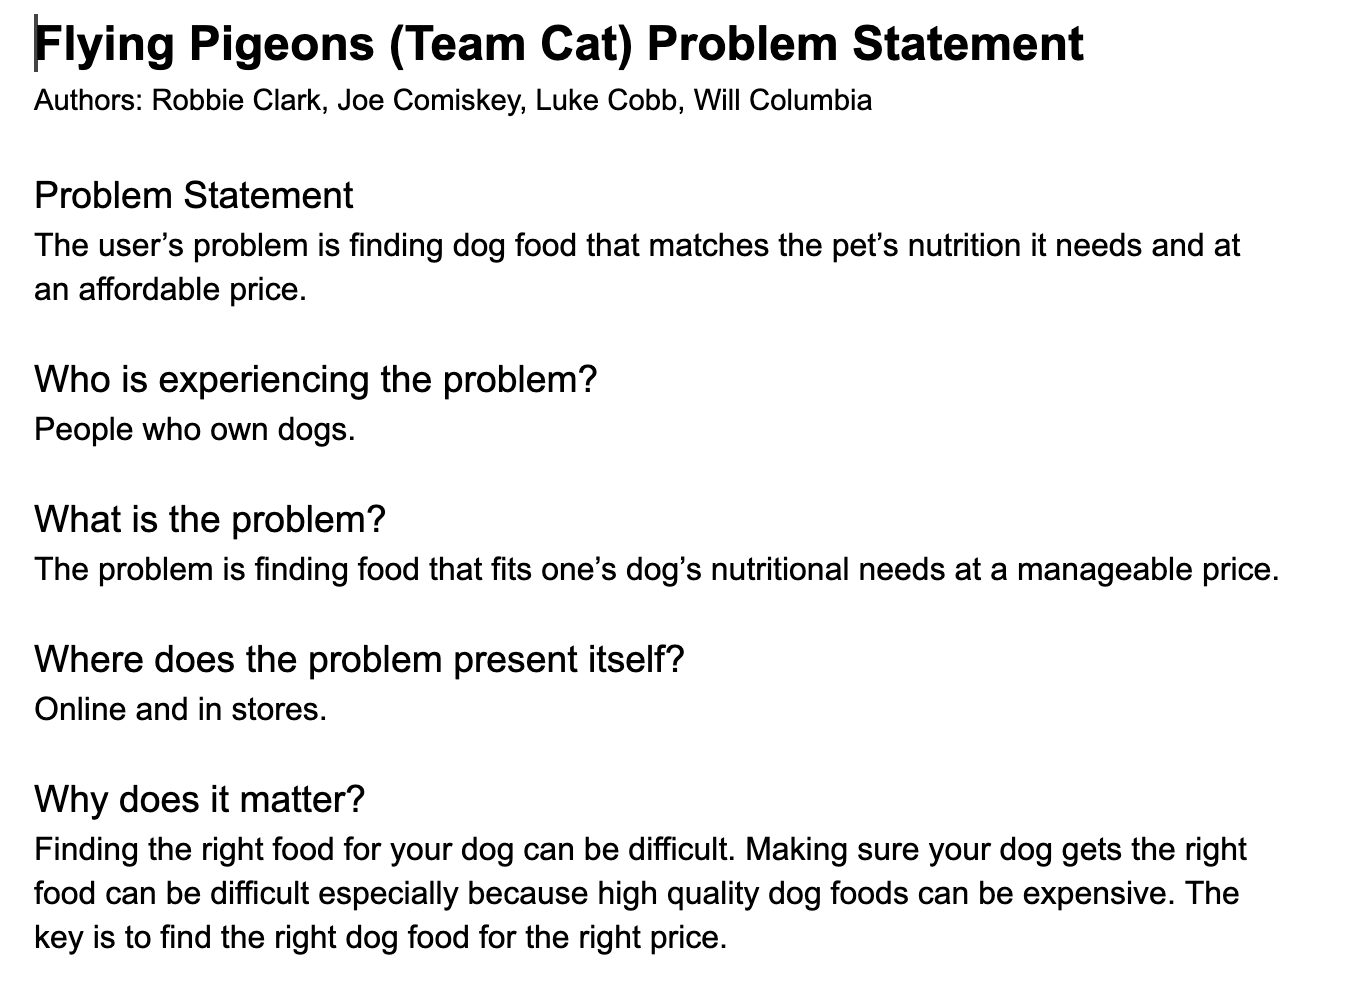 Flying Pigeons (Team Cat) Problem Statement
Authors: Robbie Clark, Joe Comiskey, Luke Cobb, Will Columbia
Problem Statement
The user’s problem is finding dog food that matches the pet’s nutrition it needs and at
an affordable price.
Who is experiencing the problem?
People who own dogs.
What is the problem?
The problem is finding food that fits one’s dog’s nutritional needs at a manageable price.
Where does the problem present itself?
Online and in stores.
Why does it matter?
Finding the right food for your dog can be difficult. Making sure your dog gets the right
food can be difficult especially because high quality dog foods can be expensive. The
key is to find the right dog food for the right price.